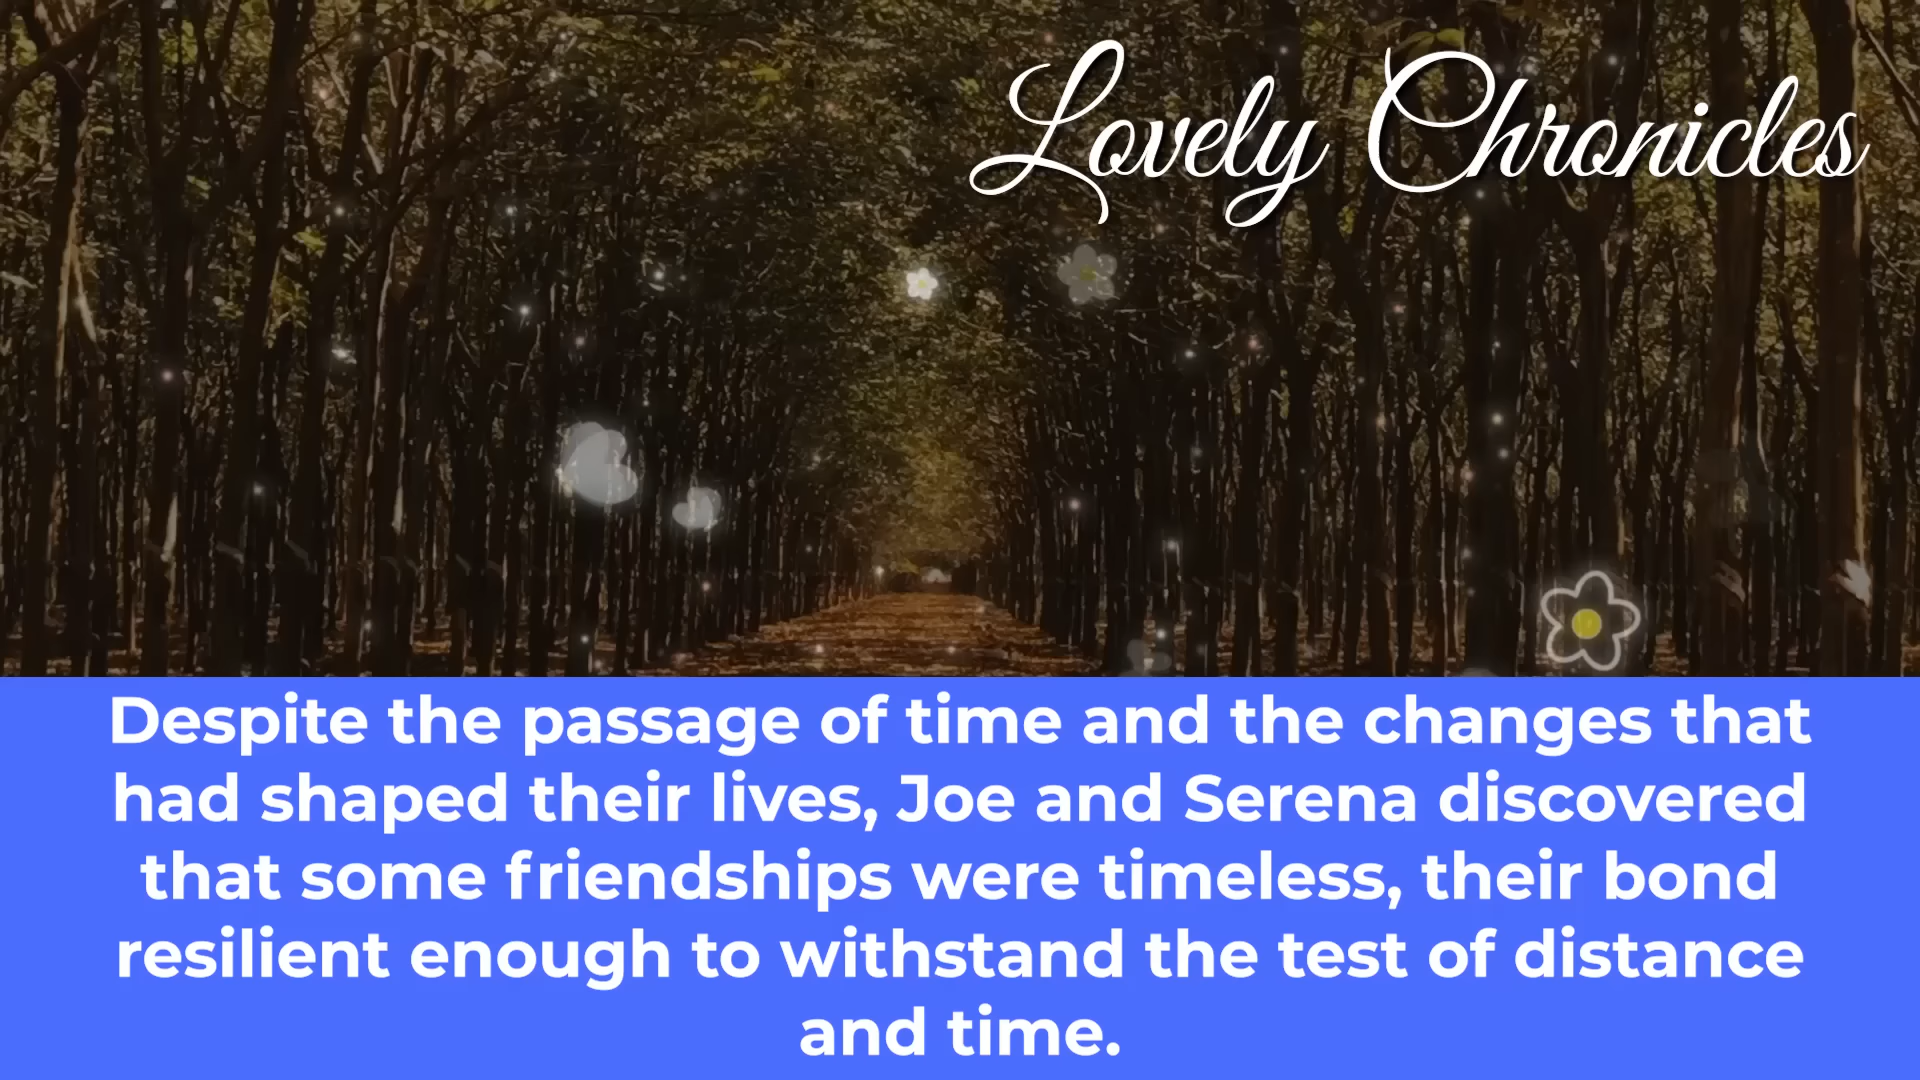 Lovely Chronicles
Despite the passage of time and the changes that
had shaped their lives, Joe and Serena discovered
that some friendships were timeless, their bond
resilient enough to withstand the test of distance
and time.